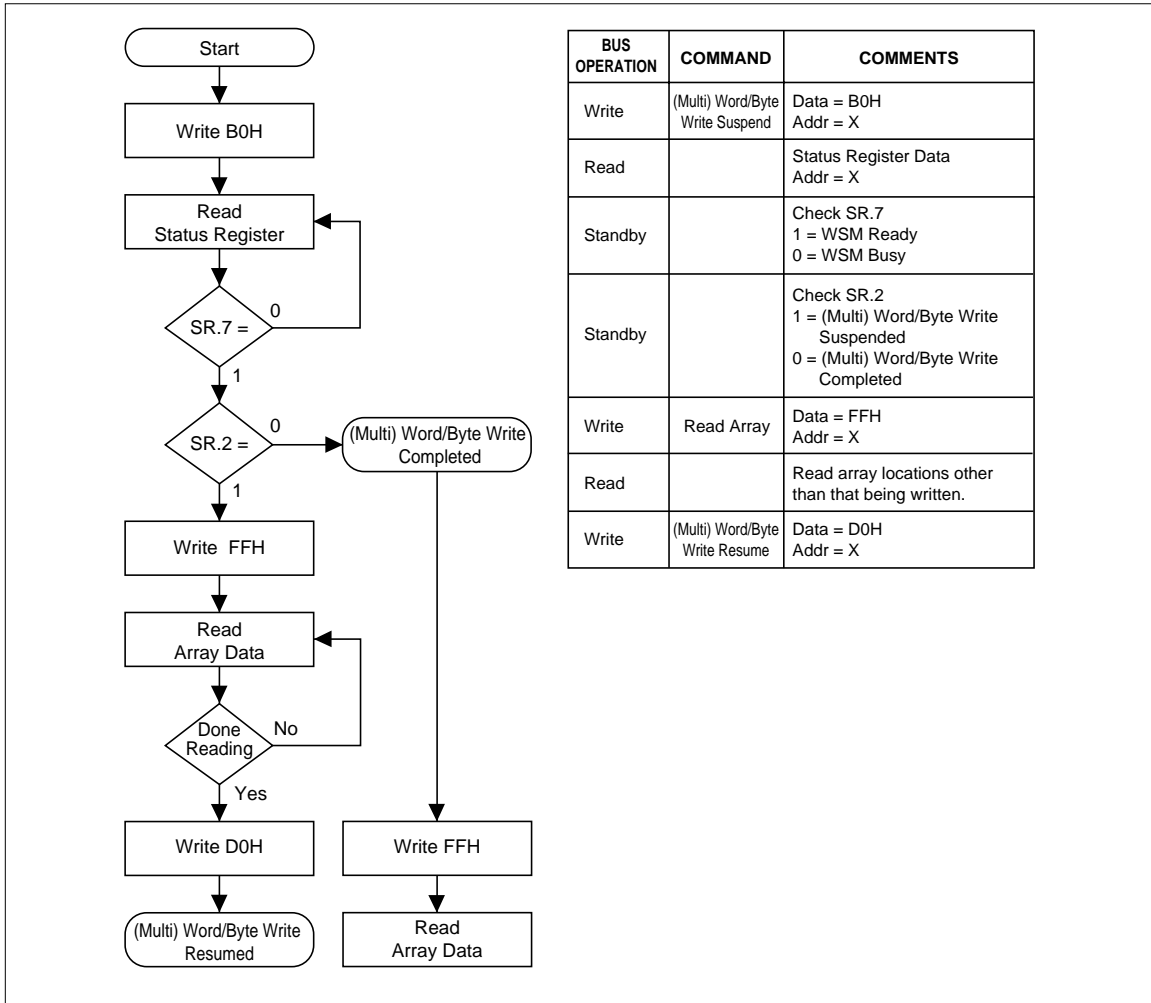 Start
Write B0H
Read
Status Register
SR.7 =
0
1
SR.2 =
0
(Multi) Word/Byte Write
Completed
1
Write FFH
Read
Array Data
Done
Reading
No
Yes
Write D0H
Write FFH
(Multi) Word/Byte Write
Resumed
Read
Array Data
BUS
OPERATION
COMMAND
COMMENTS
Write
(Multi) Word/Byte
Write Suspend
Data = B0H
Addr = X
Read
Status Register Data
Addr = X
Standby
Check SR.7
1 = WSM Ready
0 = WSM Busy
Standby
Check SR.2
1 = (Multi) Word/Byte Write
Suspended
0 = (Multi) Word/Byte Write
Completed
Write
Read Array
Data = FFH
Addr = X
Read
Read array locations other
than that being written.
Write
(Multi) Word/Byte
Write Resume
Data = D0H
Addr = X